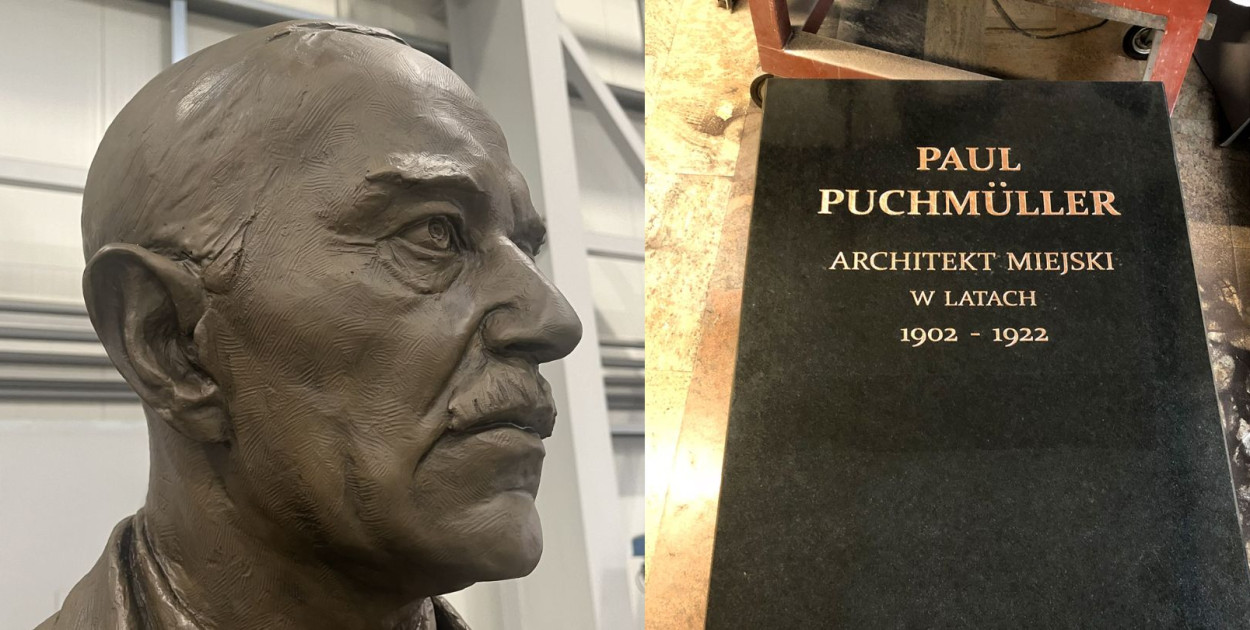 PAUL
PUCHMÜLLER
ARCHITEKT MIEJSKI
W LATACH
1902 - 1922